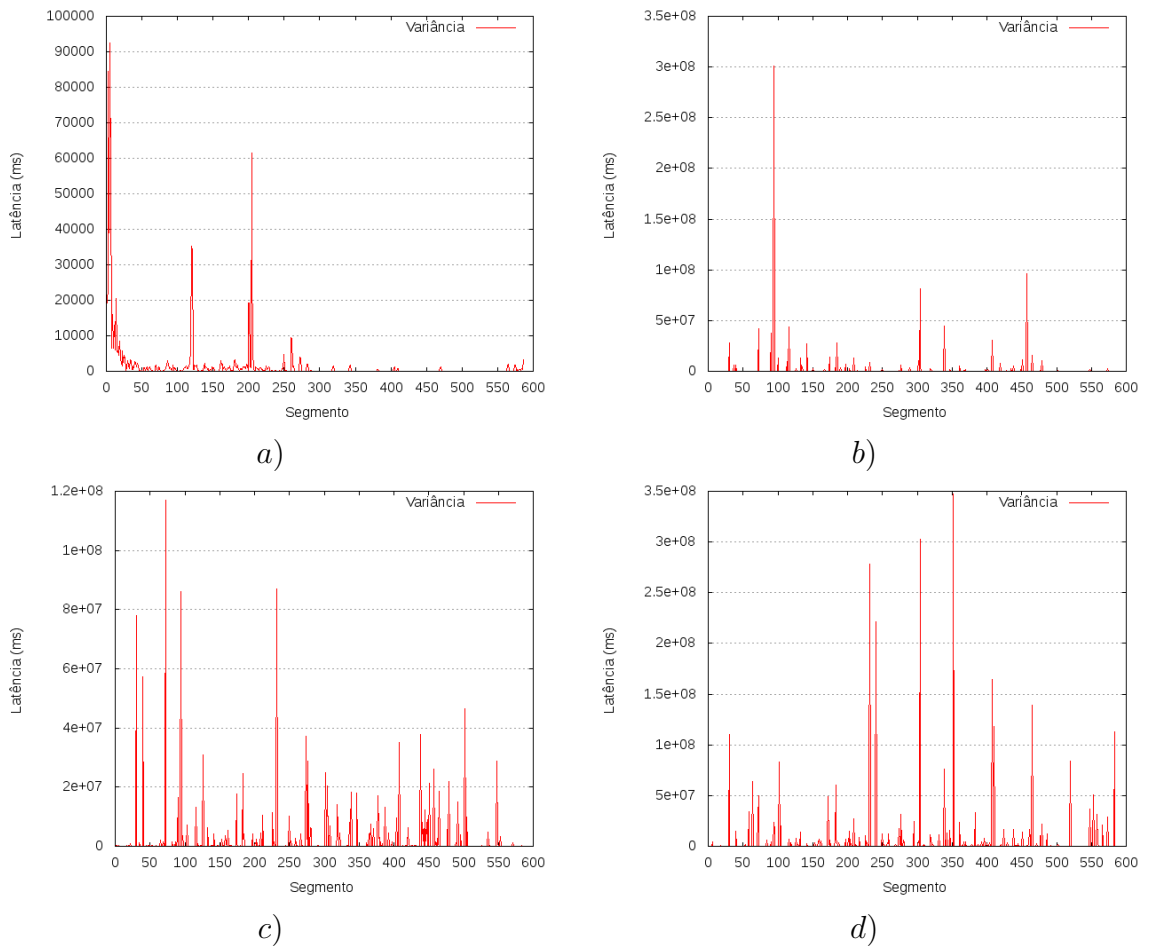 100000
90000
80000
70000
60000
50000
40000
30000
20000
10000
0
0 50 100 150 200 250 300 350 400 450 500 550 600
Latência (ms)
Segmento
Variância
a)
3.5e+08
3e+08
2.5e+08
2e+08
1.5e+08
1e+08
5e+07
0
0 50 100 150 200 250 300 350 400 450 500 550 600
Latência (ms)
Segmento
Variância
b)
1.2e+08
1e+08
8e+07
6e+07
4e+07
2e+07
0
0 50 100 150 200 250 300 350 400 450 500 550 600
Latência (ms)
Segmento
Variância
c)
3.5e+08
3e+08
2.5e+08
2e+08
1.5e+08
1e+08
5e+07
0
0 50 100 150 200 250 300 350 400 450 500 550 600
Latência (ms)
Segmento
Variância
d)